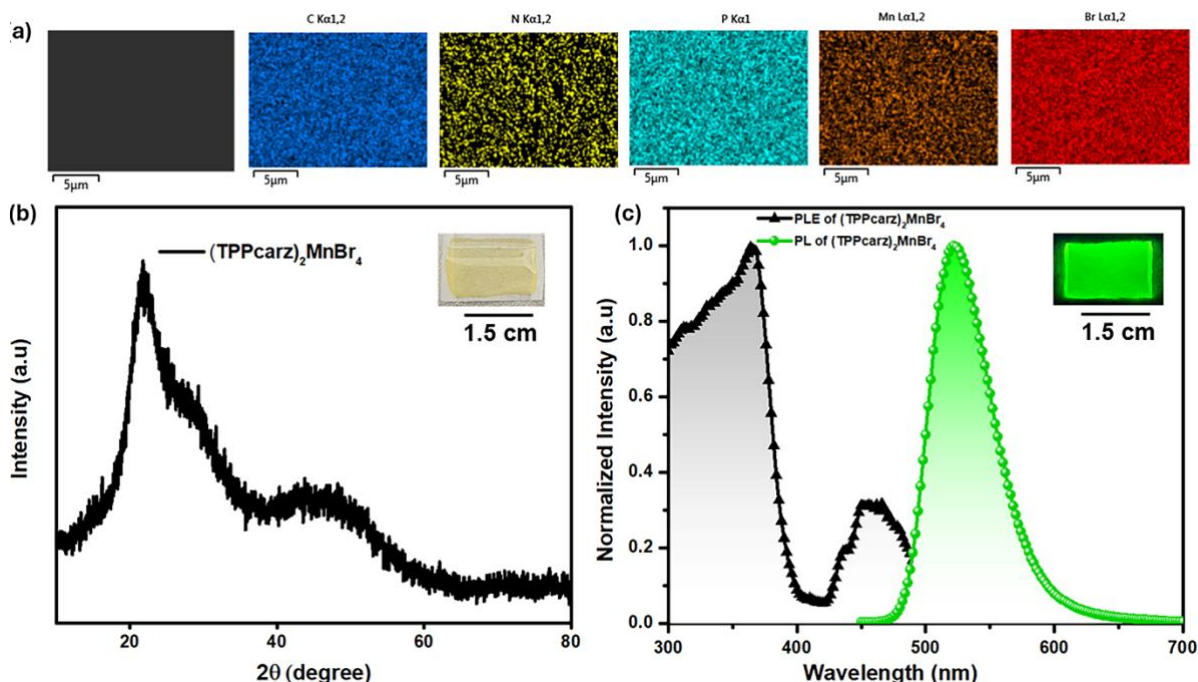 (a)
C Kα1,2
N Kα1,2
P Kα1
Mn Lα1,2
Br Lα1,2
5μm
5μm
5μm
5μm
5μm
5μm
(b)
(TPPcarz)₂MnBr₄
1.5 cm
Intensity (a.u)
20
40
60
80
2θ (degree)
(c)
PLE of (TPPcarz)₂MnBr₄
PL of (TPPcarz)₂MnBr₄
1.5 cm
Normalized Intensity (a.u)
1.0
0.8
0.6
0.4
0.2
0.0
300
400
500
600
700
Wavelength (nm)